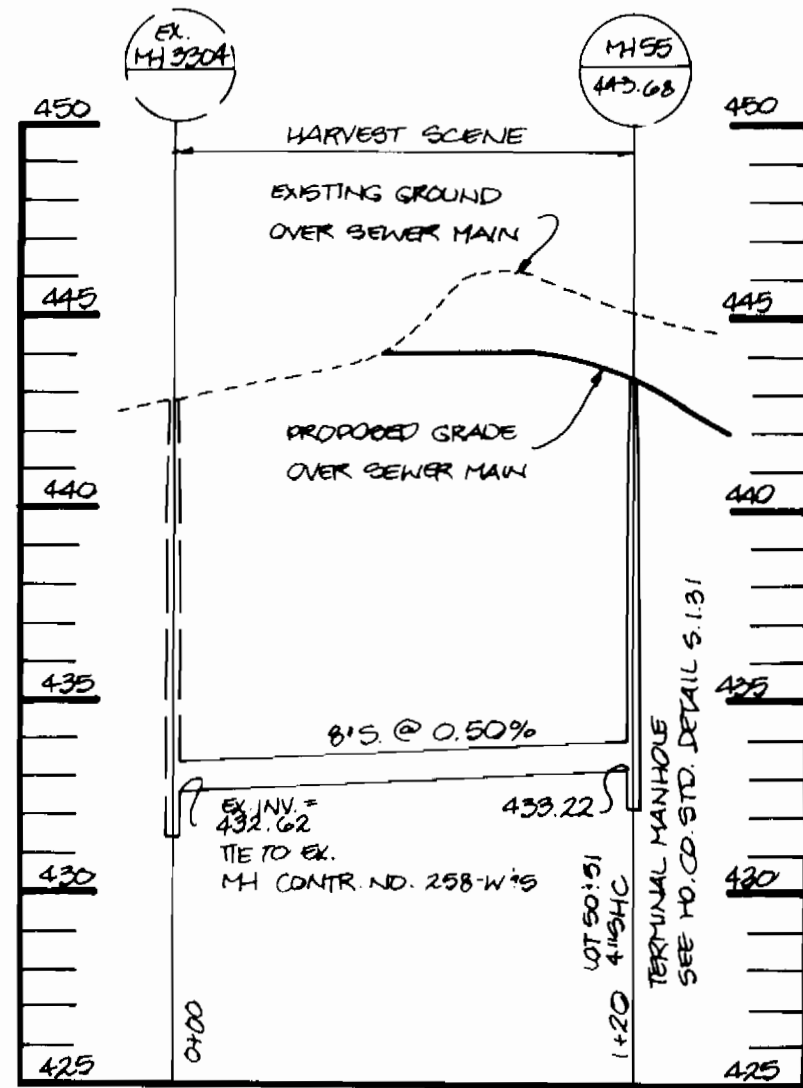 EX.
MH 3304
MH 55
443.68
450
450
HARVEST SCENE
EXISTING GROUND
OVER SEWER MAIN
445
445
PROPOSED GRADE
OVER SEWER MAIN
440
440
435
435
8"S. @ 0.50%
EX. INV. =
432.62
433.22
TIE TO EX.
MH CONTR. NO. 258-W&S
430
430
LOT 50 & 51
4"SHC
TERMINAL MANHOLE
SEE HO. CO. STD. DETAIL S.1.31
0+00
1+20
425
425